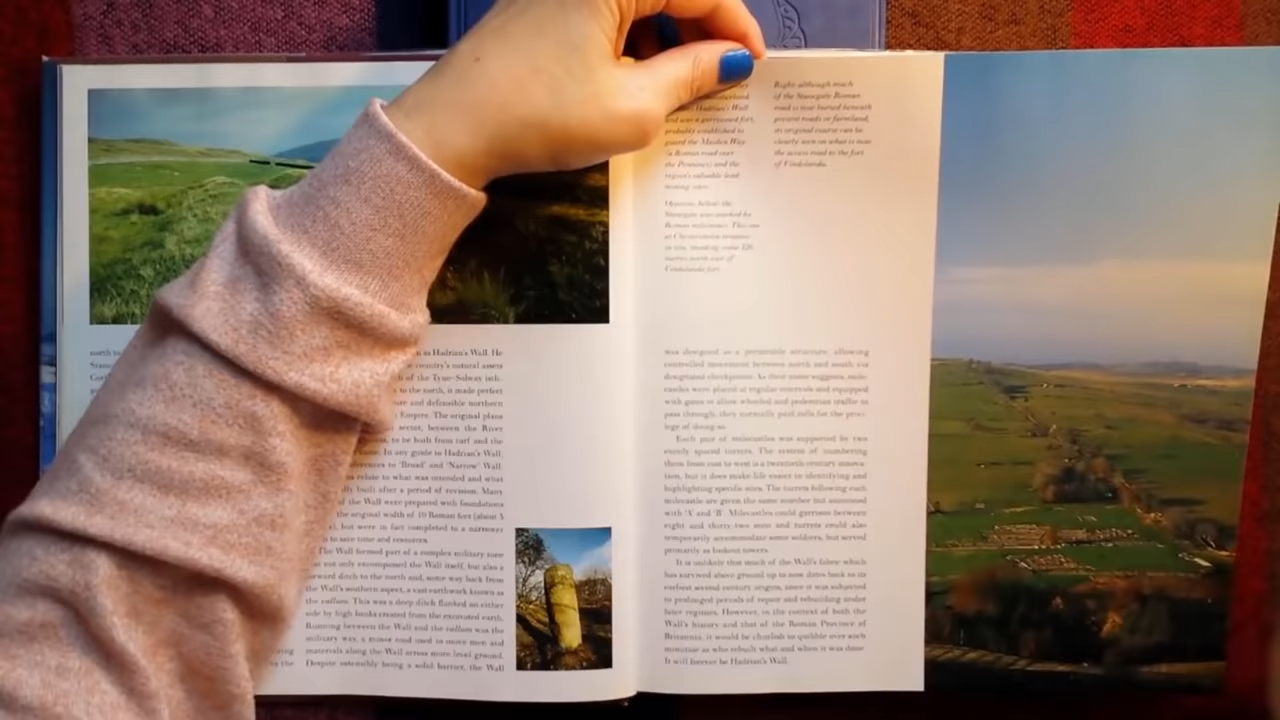 Hadrian's Wall
and was a garrisoned fort,
probably established to
guard the Maiden Way
(a Roman road over
the Pennines) and the
region's valuable lead
mining sites.
Opposite, below: the
Stanegate was marked by
Roman milestones. This one
at Chesterholm remains
in situ, standing some
metres north east of
Vindolanda fort.
Right: although much
of the Stanegate Roman
road is now buried beneath
present roads or farmland,
its original course can be
clearly seen on what is now
the access road to the fort
of Vindolanda.
north to
n as Hadrian's Wall. He
e country's natural assets
h of the Tyne–Solway isth-
s to the north, it made perfect
ure and defensible northern
Empire. The original plans
sector, between the River
, to be built from turf and the
In any guide to Hadrian's Wall,
ferences to 'Broad' and 'Narrow' Wall.
s relate to what was intended and what
lly built after a period of revision. Many
of the Wall were prepared with foundations
the original width of 10 Roman feet (about 3
), but were in fact completed to a narrower
to save time and resources.
The Wall formed part of a complex military zone
at not only encompassed the Wall itself, but also a
orward ditch to the north and, some way back from
the Wall's southern aspect, a vast earthwork known as
the vallum. This was a deep ditch flanked on either
side by high banks created from the excavated earth.
Running between the Wall and the vallum was the
military way, a minor road used to move men and
materials along the Wall across more level ground.
Despite ostensibly being a solid barrier, the Wall
was designed as a permeable structure, allowing
controlled movement between north and south via
designated checkpoints. As their name suggests, mile-
castles were placed at regular intervals and equipped
with gates to allow wheeled and pedestrian traffic to
pass through; they normally paid tolls for the privi-
lege of doing so.
Each pair of milecastles was supported by two
evenly spaced turrets. The system of numbering
them from east to west is a twentieth-century innova-
tion, but it does make life easier in identifying and
highlighting specific sites. The turrets following each
milecastle are given the same number but annotated
with 'A' and 'B'. Milecastles could garrison between
eight and thirty-two men and turrets could also
temporarily accommodate some soldiers, but served
primarily as lookout towers.
It is unlikely that much of the Wall's fabric which
has survived above ground up to now dates back to its
earliest second-century origins, since it was subjected
to prolonged periods of repair and rebuilding under
later regimes. However, in the context of both the
Wall's history and that of the Roman Province of
Britannia, it would be churlish to quibble over such
minutiae as who rebuilt what and when it was done.
It will forever be Hadrian's Wall.